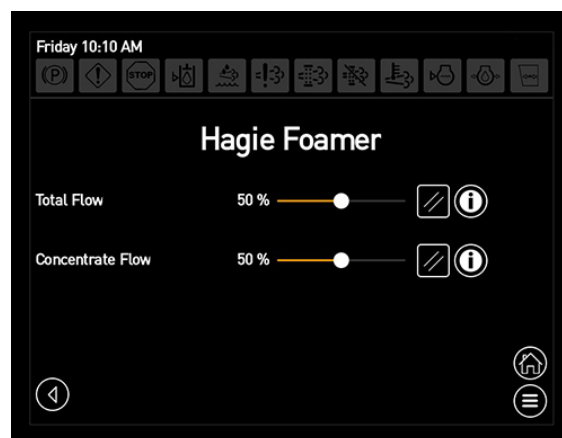 Friday 10:10 AM
(P) STOP
Hagie Foamer
Total Flow 50 %
Concentrate Flow 50 %